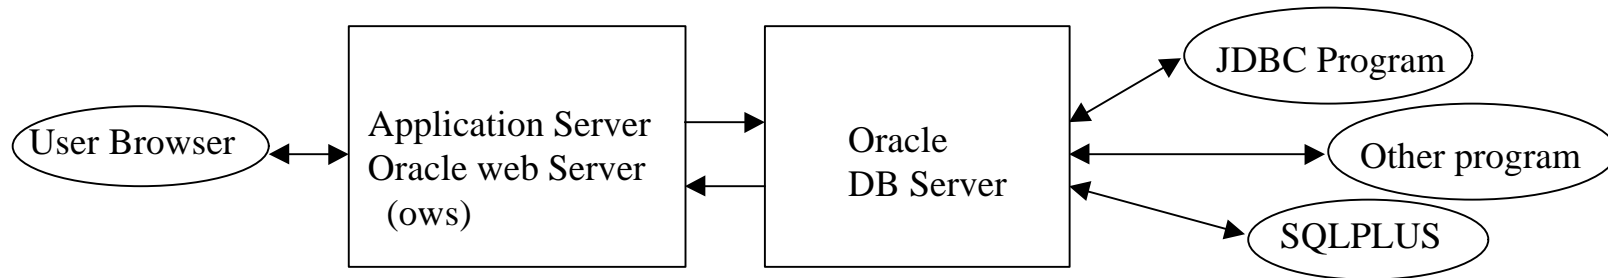 User Browser
Application Server
Oracle web Server
(ows)
Oracle
DB Server
JDBC Program
Other program
SQLPLUS